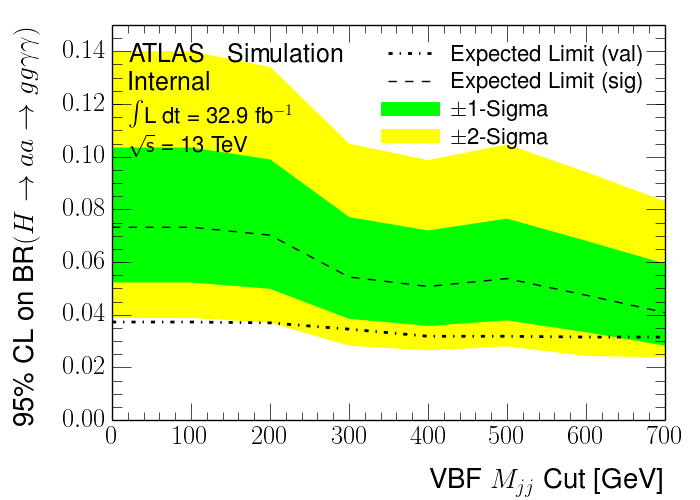 95% CL on BR(H → aa → ggγγ)
0.14
0.12
0.10
0.08
0.06
0.04
0.02
0.00
ATLAS Simulation
Internal
∫L dt = 32.9 fb⁻¹
√s = 13 TeV
Expected Limit (val)
Expected Limit (sig)
±1-Sigma
±2-Sigma
0 100 200 300 400 500 600 700
VBF M_jj Cut [GeV]